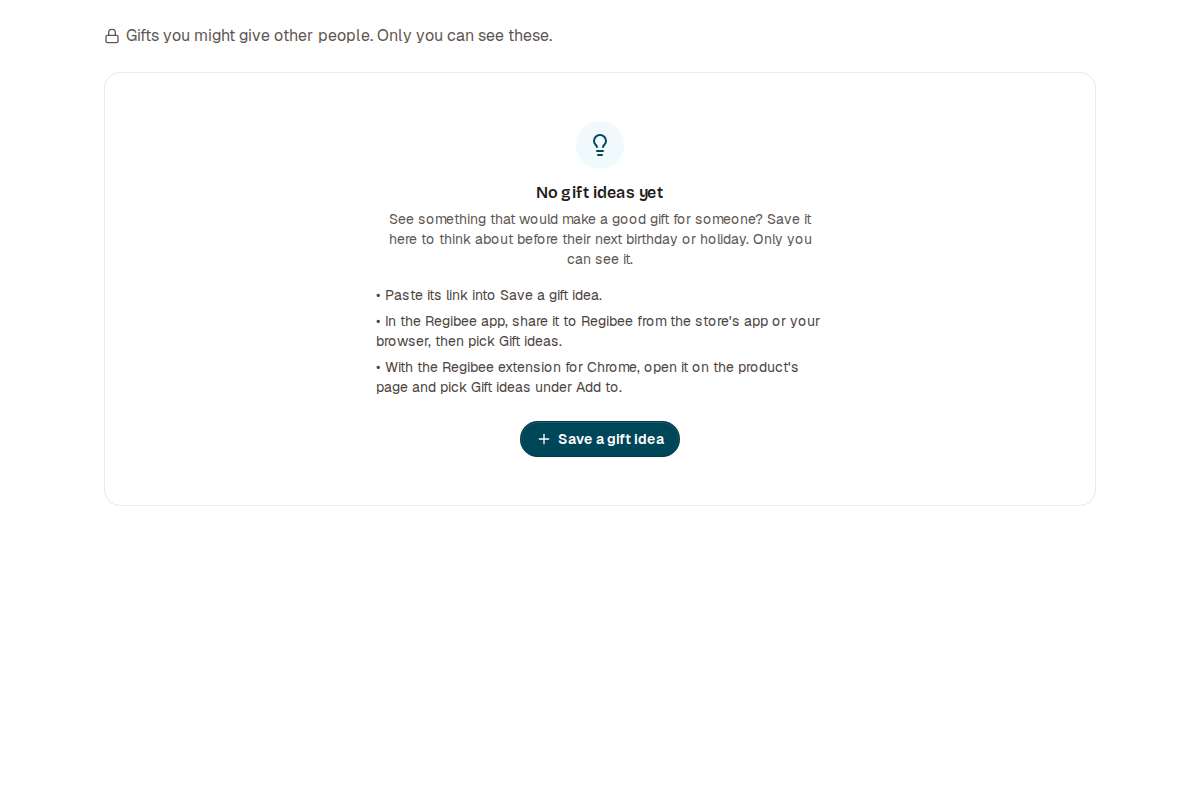 Gifts you might give other people. Only you can see these.
No gift ideas yet
See something that would make a good gift for someone? Save it
here to think about before their next birthday or holiday. Only you
can see it.
• Paste its link into Save a gift idea.
• In the Regibee app, share it to Regibee from the store's app or your
browser, then pick Gift ideas.
• With the Regibee extension for Chrome, open it on the product's
page and pick Gift ideas under Add to.
Save a gift idea